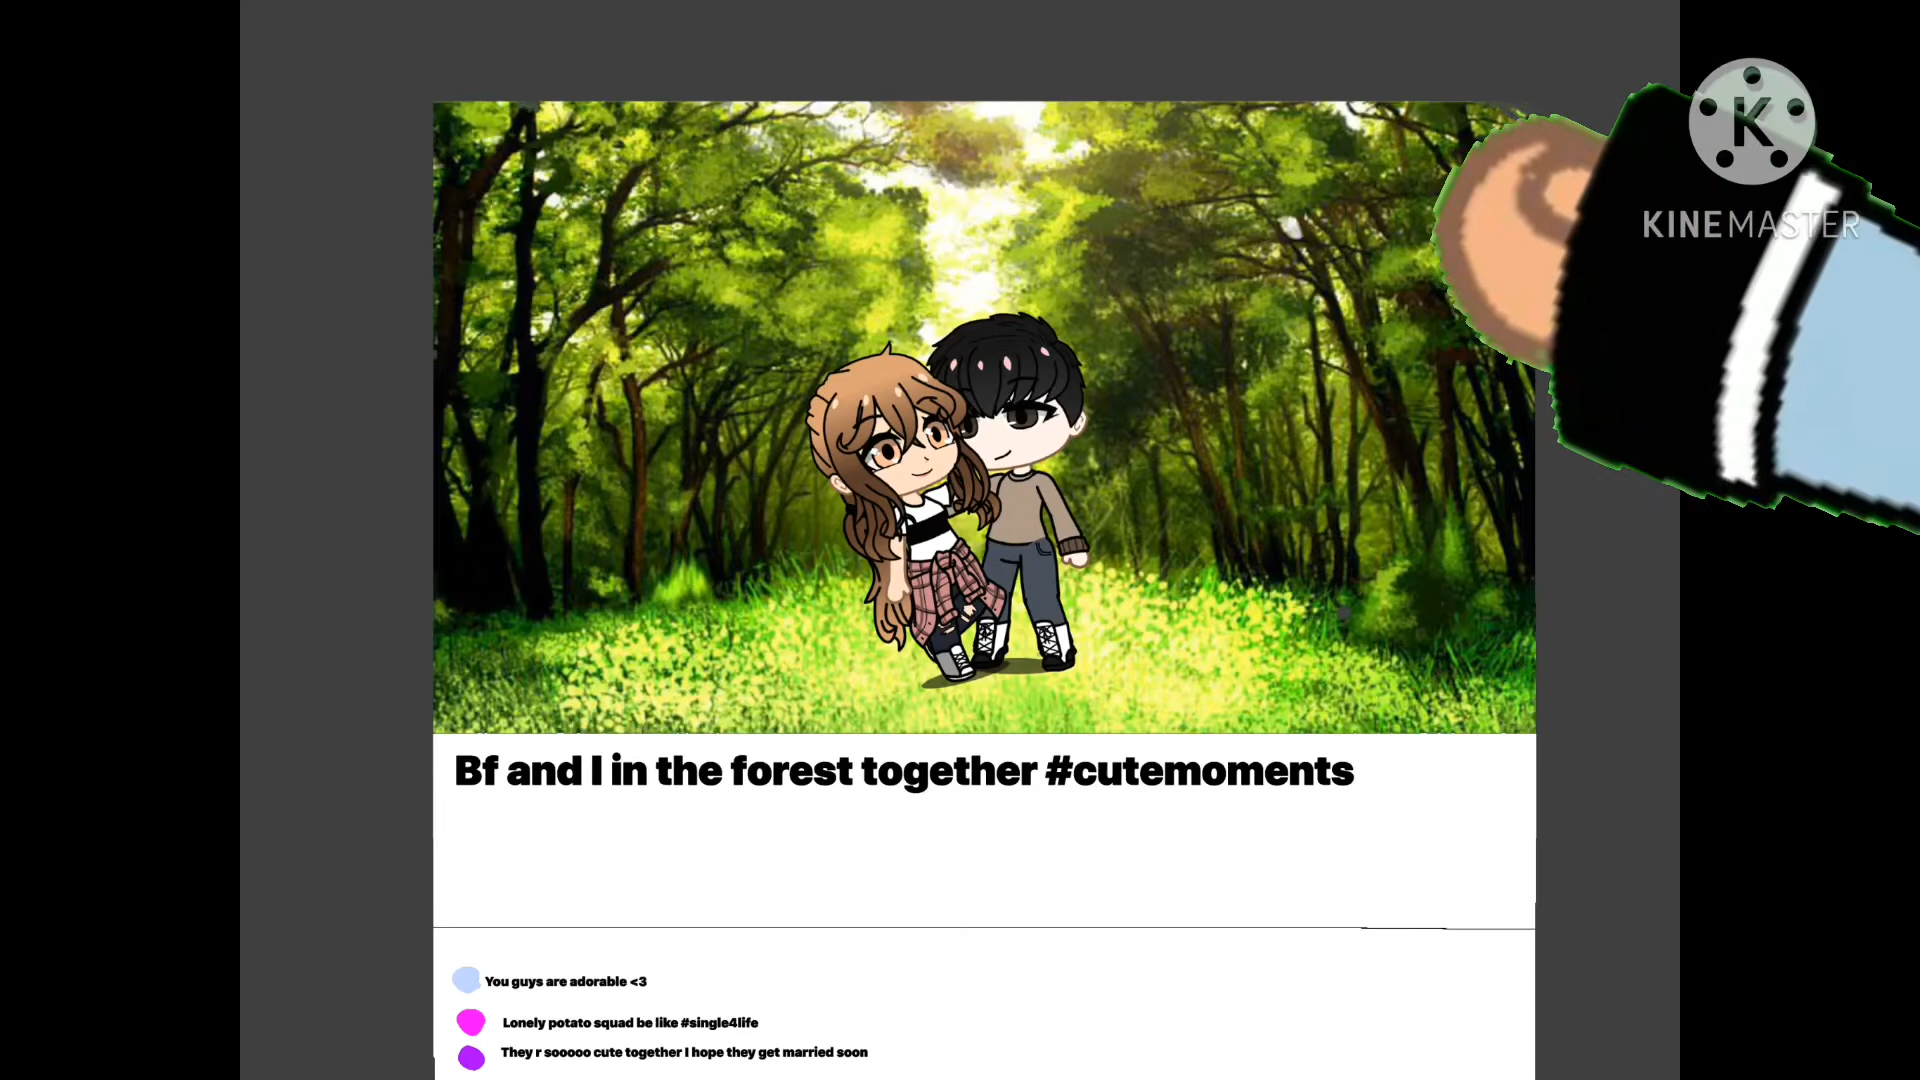 K
KINEMASTER
Bf and I in the forest together #cutemoments
You guys are adorable <3
Lonely potato squad be like #single4life
They r sooooo cute together I hope they get married soon